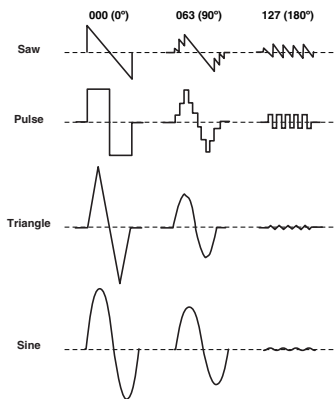 000 (0º) 063 (90º) 127 (180º)
Saw
Pulse
Triangle
Sine